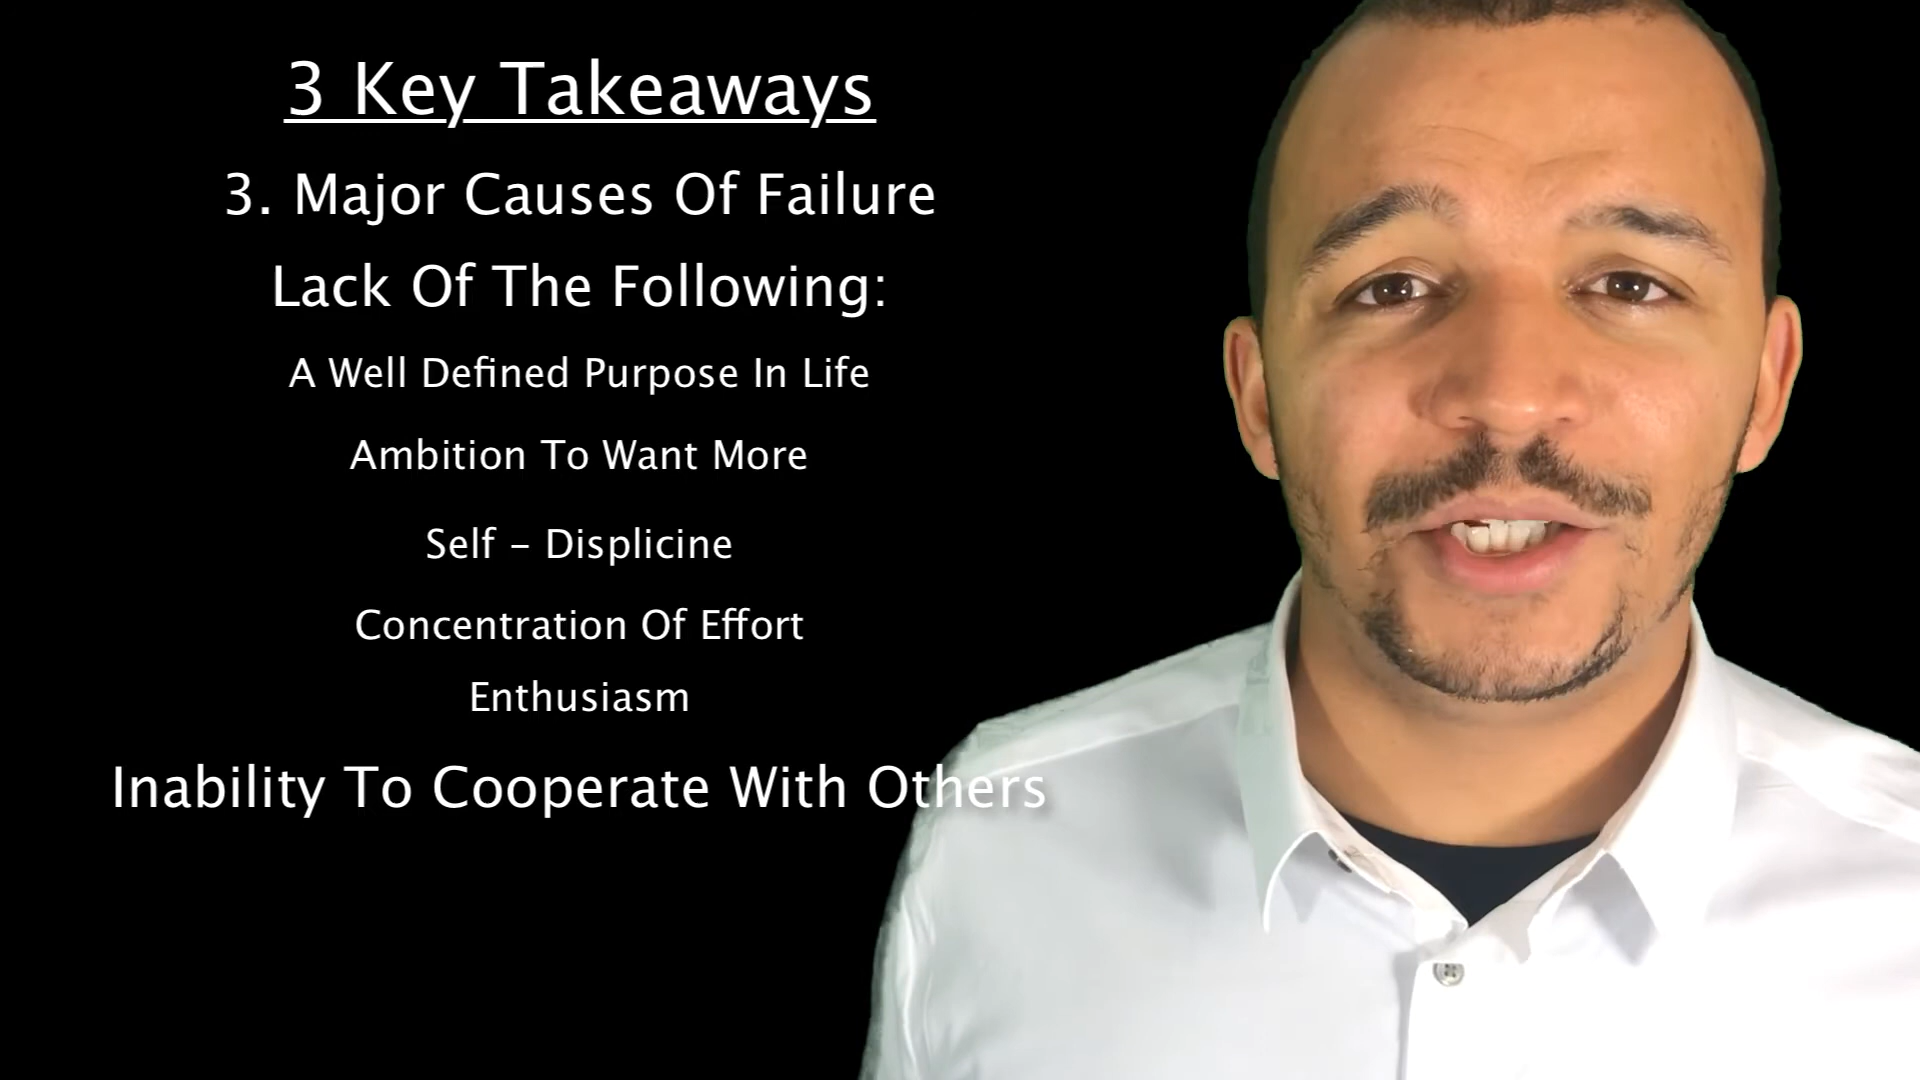 3 Key Takeaways
3. Major Causes Of Failure
Lack Of The Following:
A Well Defined Purpose In Life
Ambition To Want More
Self – Displicine
Concentration Of Effort
Enthusiasm
Inability To Cooperate With Others